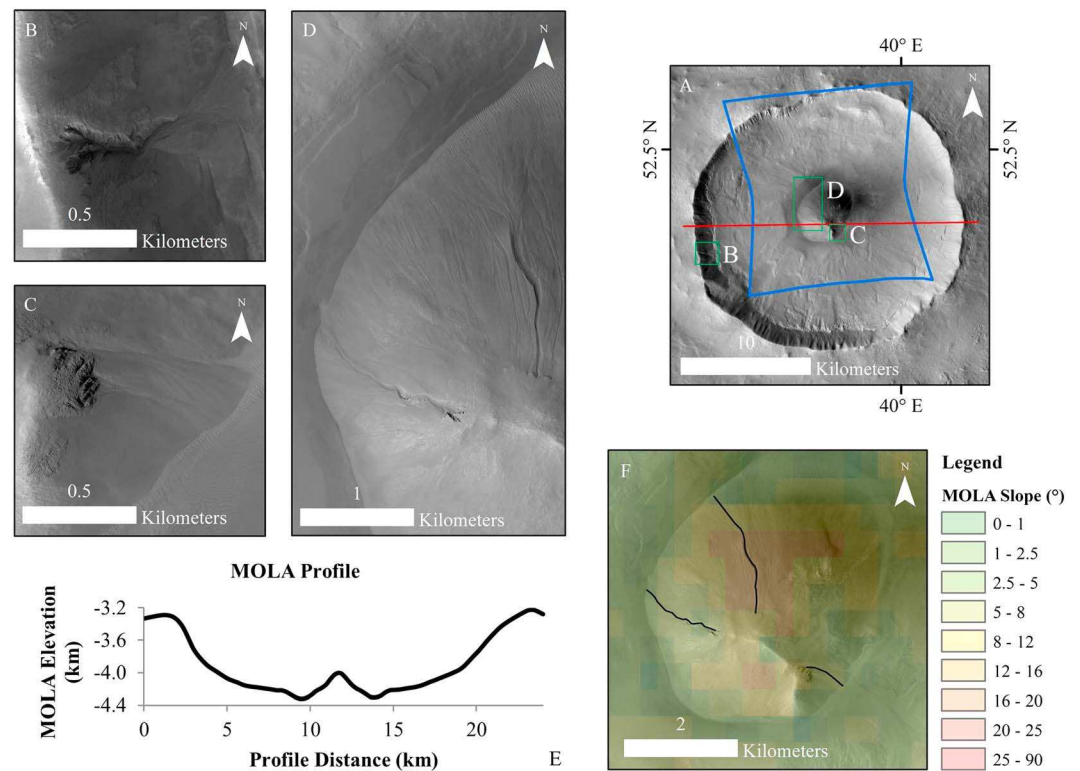 B
N
0.5
Kilometers
C
N
0.5
Kilometers
D
N
1
Kilometers
40° E
A
N
52.5° N
52.5° N
D
C
B
10
Kilometers
40° E
MOLA Profile
MOLA Elevation
(km)
-3.2
-3.6
-4.0
-4.4
0
5
10
15
20
Profile Distance (km)
E
F
N
2
Kilometers
Legend
MOLA Slope (°)
0 - 1
1 - 2.5
2.5 - 5
5 - 8
8 - 12
12 - 16
16 - 20
20 - 25
25 - 90